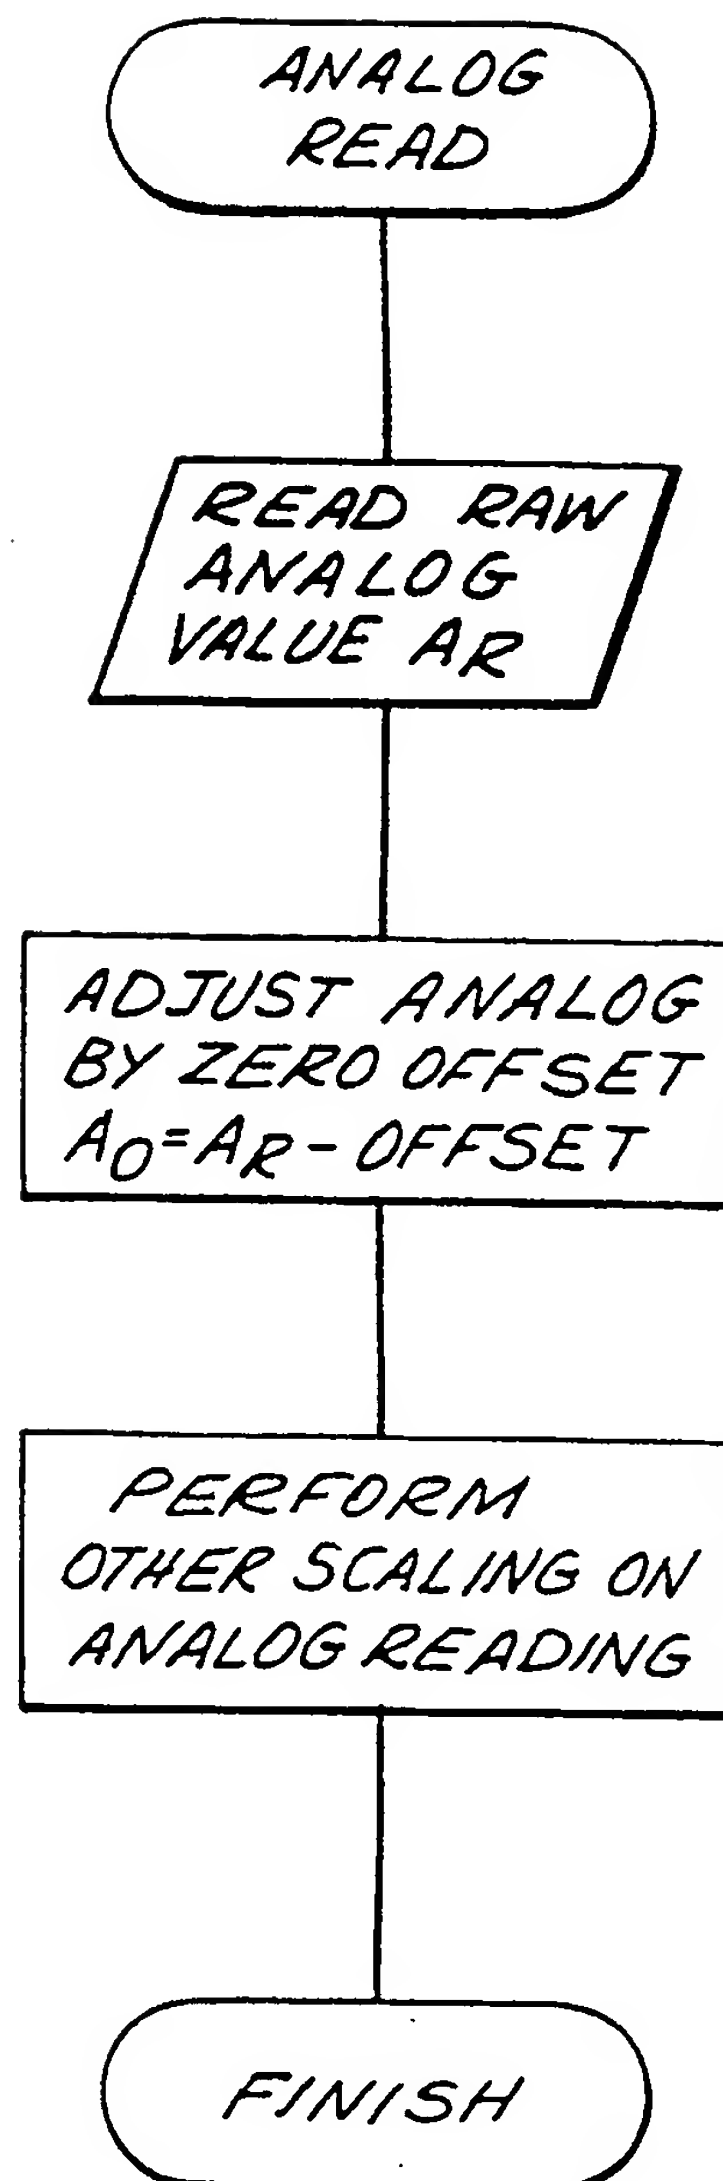 ANALOG
READ
READ RAW
ANALOG
VALUE AR
ADJUST ANALOG
BY ZERO OFFSET
AO=AR-OFFSET
PERFORM
OTHER SCALING ON
ANALOG READING
FINISH